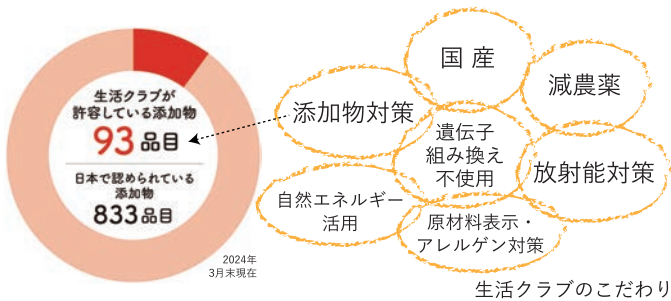 生活クラブが
許容している添加物
93品目
日本で認められている
添加物
833品目
2024年
3月末現在
国産
減農薬
添加物対策
遺伝子
組み換え
不使用
放射能対策
自然エネルギー
活用
原材料表示・
アレルゲン対策
生活クラブのこだわり